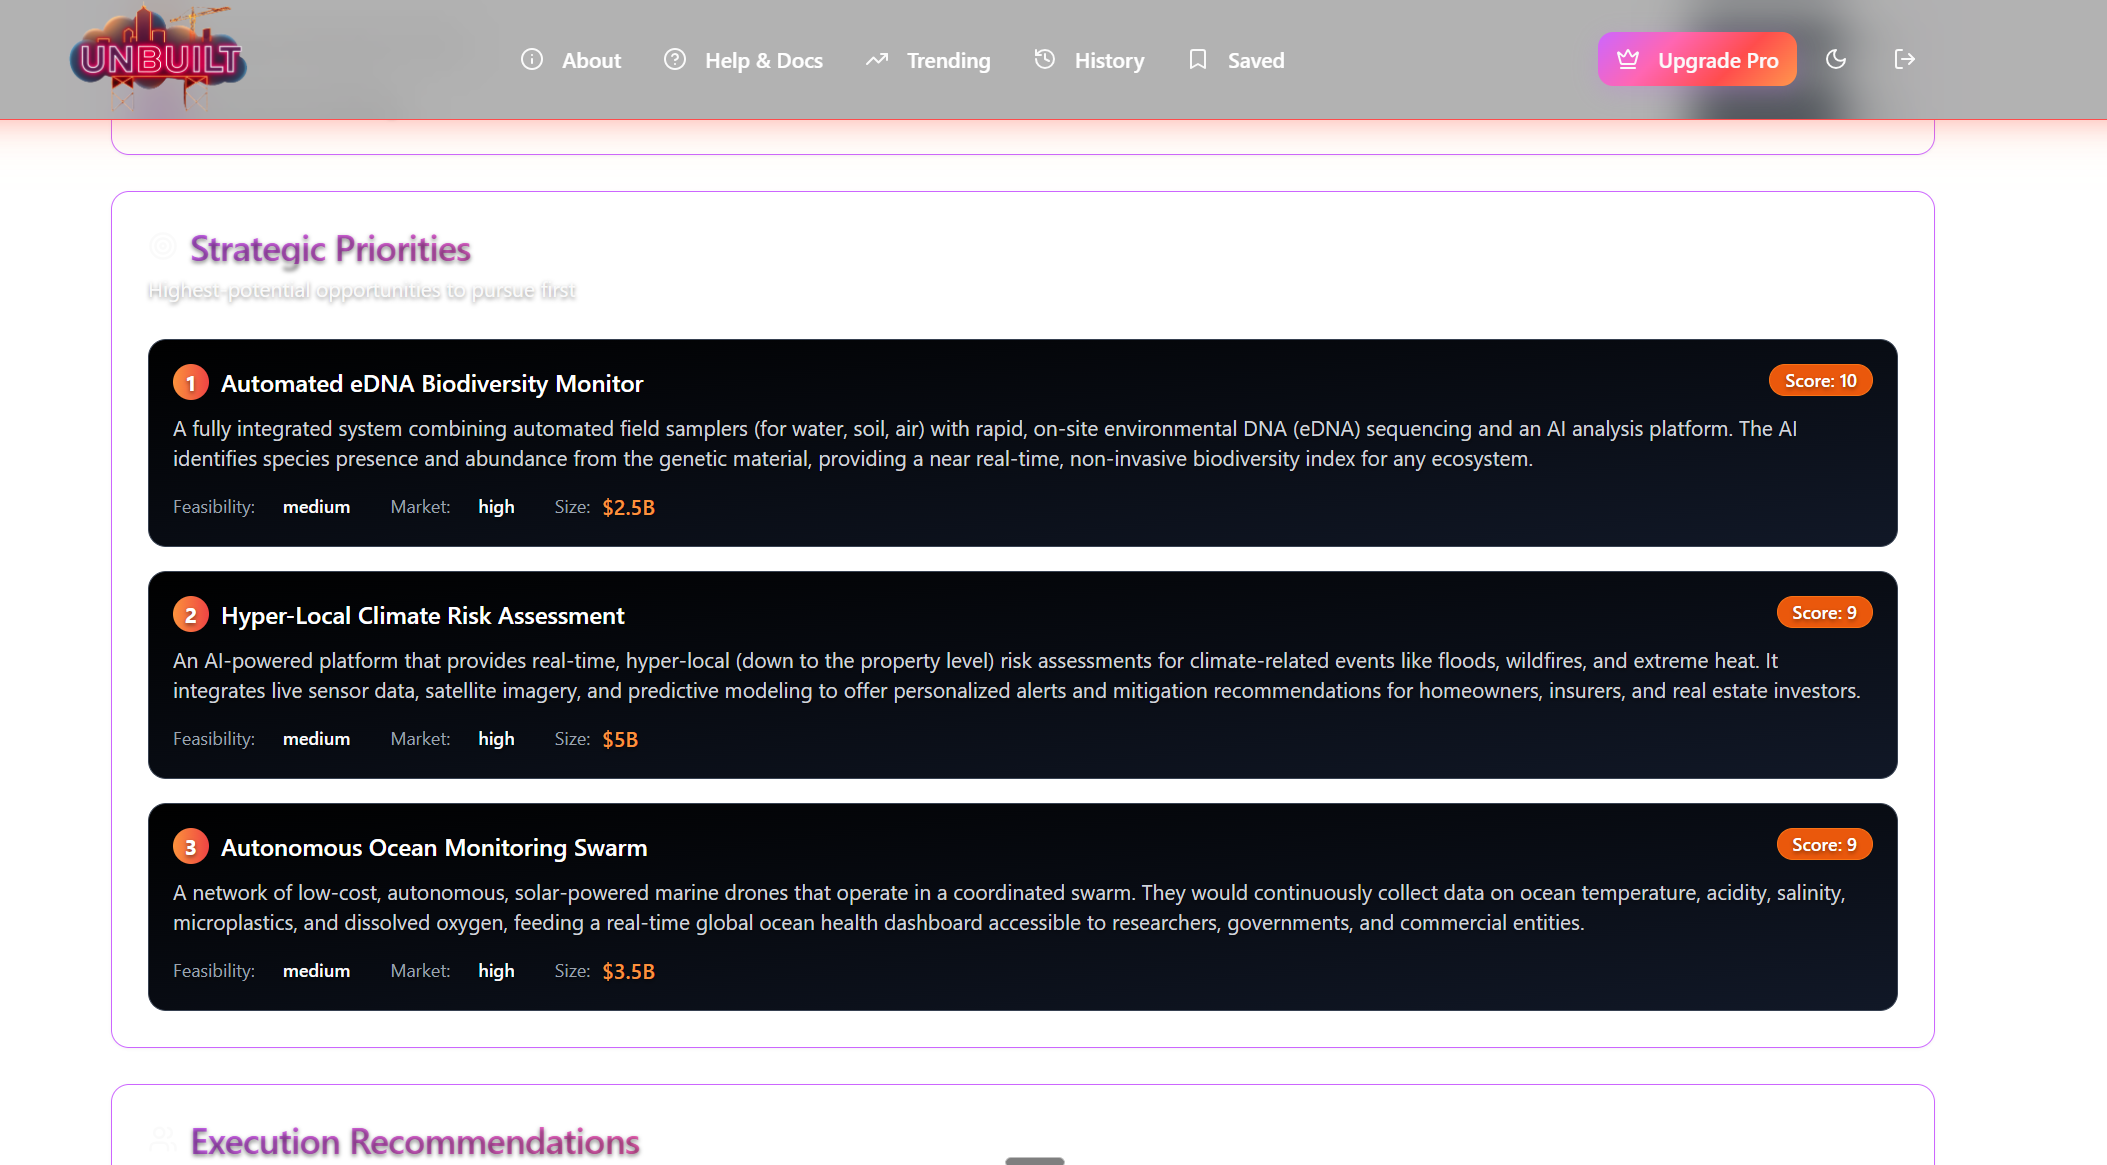 UNBUILT
About
Help & Docs
Trending
History
Saved
Upgrade Pro
Strategic Priorities
Highest-potential opportunities to pursue first
1 Automated eDNA Biodiversity Monitor
Score: 10
A fully integrated system combining automated field samplers (for water, soil, air) with rapid, on-site environmental DNA (eDNA) sequencing and an AI analysis platform. The AI
identifies species presence and abundance from the genetic material, providing a near real-time, non-invasive biodiversity index for any ecosystem.
Feasibility: medium Market: high Size: $2.5B
2 Hyper-Local Climate Risk Assessment
Score: 9
An AI-powered platform that provides real-time, hyper-local (down to the property level) risk assessments for climate-related events like floods, wildfires, and extreme heat. It
integrates live sensor data, satellite imagery, and predictive modeling to offer personalized alerts and mitigation recommendations for homeowners, insurers, and real estate investors.
Feasibility: medium Market: high Size: $5B
3 Autonomous Ocean Monitoring Swarm
Score: 9
A network of low-cost, autonomous, solar-powered marine drones that operate in a coordinated swarm. They would continuously collect data on ocean temperature, acidity, salinity,
microplastics, and dissolved oxygen, feeding a real-time global ocean health dashboard accessible to researchers, governments, and commercial entities.
Feasibility: medium Market: high Size: $3.5B
Execution Recommendations